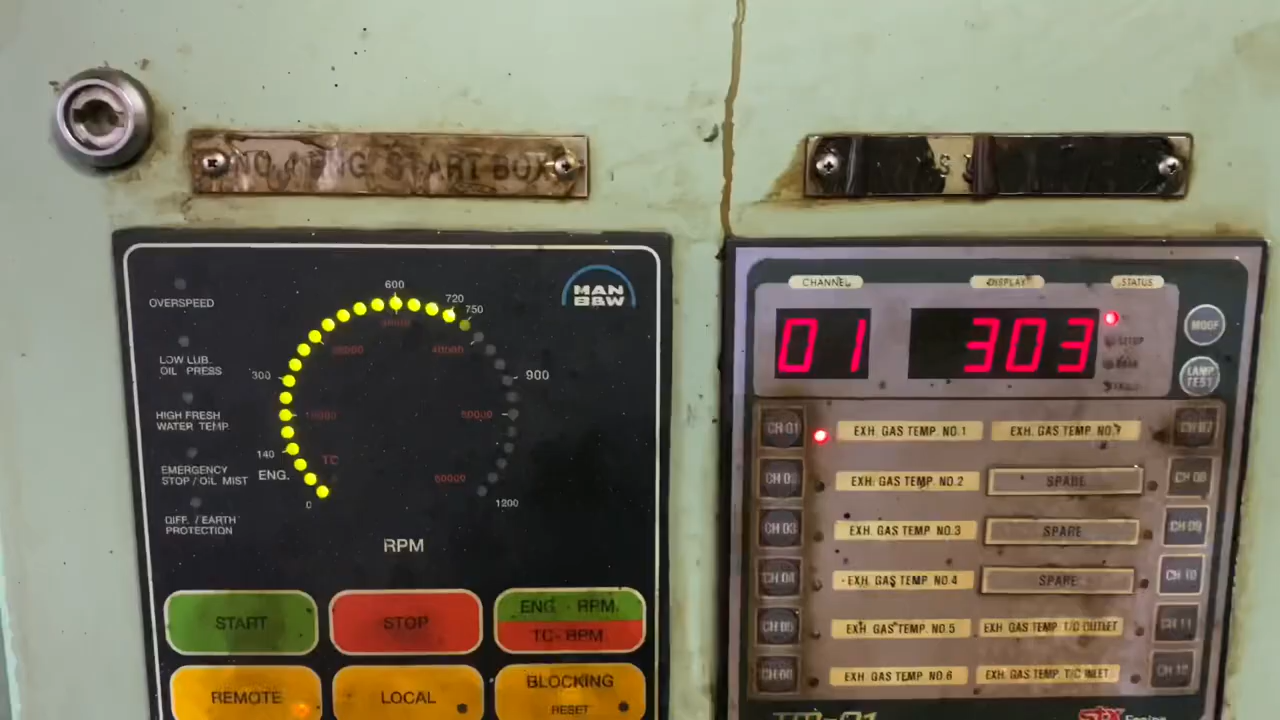 NO. 1 ENG. START BOX
OVERSPEED
LOW LUB.
OIL PRESS
HIGH FRESH
WATER TEMP.
EMERGENCY
STOP / OIL MIST
DIFF. / EARTH
PROTECTION
MAN
B&W
0
140
300
600
720
750
900
1200
ENG.
TC
40000
50000
60000
RPM
START
STOP
ENG - RPM.
TC- RPM
REMOTE
LOCAL
BLOCKING
RESET
CHANNEL
DISPLAY
STATUS
01
303
MODE
LAMP
TEST
CH 01
EXH. GAS TEMP. NO.1
EXH. GAS TEMP. NO.7
CH 07
EXH. GAS TEMP. NO.2
SPARE
CH 08
CH 03
EXH. GAS TEMP. NO.3
SPARE
CH 09
CH 04
EXH. GAS TEMP. NO.4
SPARE
CH 10
CH 05
EXH. GAS TEMP. NO.5
EXH. GAS TEMP. T/C OUTLET
CH 11
CH 06
EXH. GAS TEMP. NO.6
EXH. GAS TEMP. T/C INLET
CH 12
STX Engine